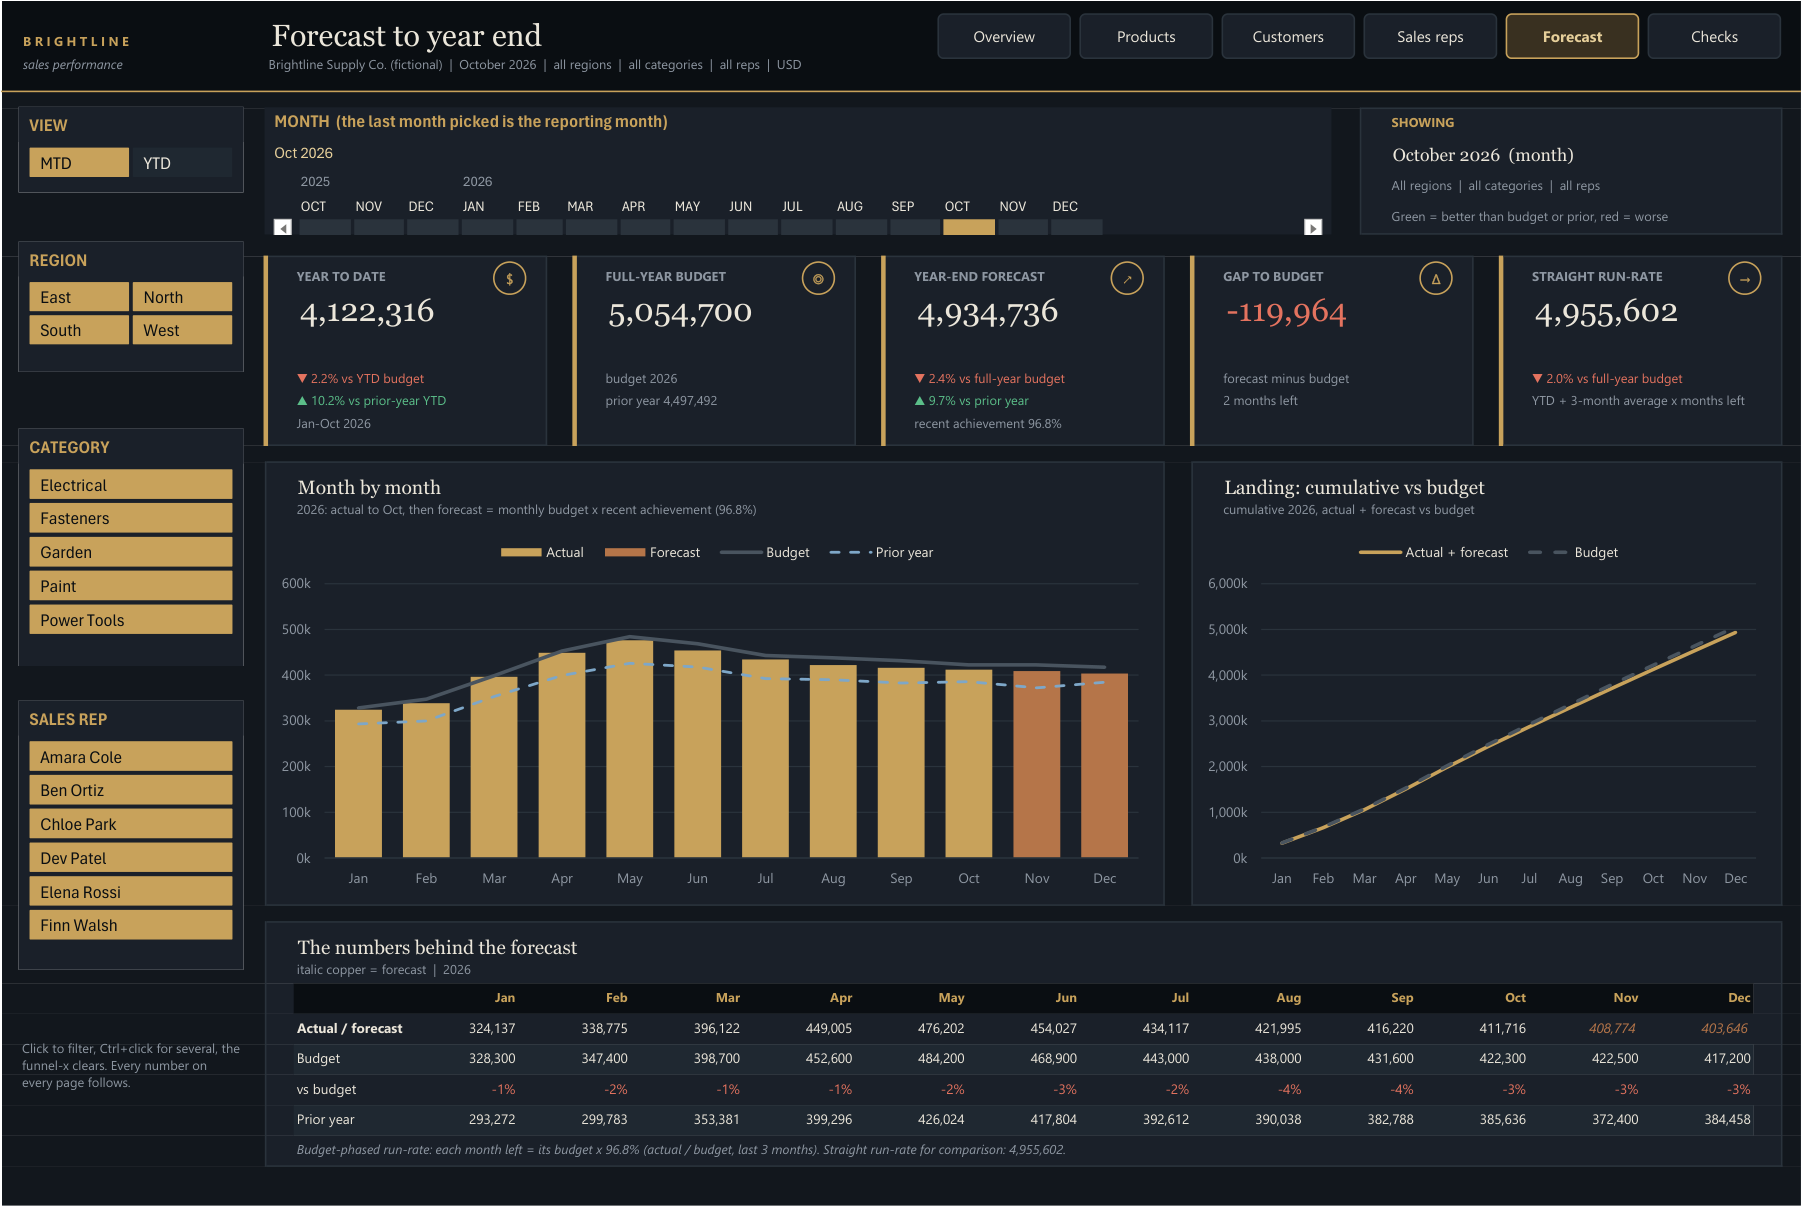 BRIGHTLINE
sales performance
Forecast to year end
Brightline Supply Co. (fictional) | October 2026 | all regions | all categories | all reps | USD
Overview
Products
Customers
Sales reps
Forecast
Checks
VIEW
MTD YTD
REGION
East North
South West
CATEGORY
Electrical
Fasteners
Garden
Paint
Power Tools
SALES REP
Amara Cole
Ben Ortiz
Chloe Park
Dev Patel
Elena Rossi
Finn Walsh
Click to filter, Ctrl+click for several, the
funnel-x clears. Every number on
every page follows.
MONTH (the last month picked is the reporting month)
Oct 2026
2025 2026
OCT NOV DEC JAN FEB MAR APR MAY JUN JUL AUG SEP OCT NOV DEC
SHOWING
October 2026 (month)
All regions | all categories | all reps
Green = better than budget or prior, red = worse
YEAR TO DATE
$
4,122,316
▼ 2.2% vs YTD budget
▲ 10.2% vs prior-year YTD
Jan-Oct 2026
FULL-YEAR BUDGET
◎
5,054,700
budget 2026
prior year 4,497,492
YEAR-END FORECAST
↗
4,934,736
▼ 2.4% vs full-year budget
▲ 9.7% vs prior year
recent achievement 96.8%
GAP TO BUDGET
Δ
-119,964
forecast minus budget
2 months left
STRAIGHT RUN-RATE
→
4,955,602
▼ 2.0% vs full-year budget
YTD + 3-month average x months left
Month by month
2026: actual to Oct, then forecast = monthly budget x recent achievement (96.8%)
Actual Forecast Budget Prior year
600k
500k
400k
300k
200k
100k
0k
Jan Feb Mar Apr May Jun Jul Aug Sep Oct Nov Dec
Landing: cumulative vs budget
cumulative 2026, actual + forecast vs budget
Actual + forecast Budget
6,000k
5,000k
4,000k
3,000k
2,000k
1,000k
0k
Jan Feb Mar Apr May Jun Jul Aug Sep Oct Nov Dec
The numbers behind the forecast
italic copper = forecast | 2026
Jan Feb Mar Apr May Jun Jul Aug Sep Oct Nov Dec
Actual / forecast 324,137 338,775 396,122 449,005 476,202 454,027 434,117 421,995 416,220 411,716 408,774 403,646
Budget 328,300 347,400 398,700 452,600 484,200 468,900 443,000 438,000 431,600 422,300 422,500 417,200
vs budget -1% -2% -1% -1% -2% -3% -2% -4% -4% -3% -3% -3%
Prior year 293,272 299,783 353,381 399,296 426,024 417,804 392,612 390,038 382,788 385,636 372,400 384,458
Budget-phased run-rate: each month left = its budget x 96.8% (actual / budget, last 3 months). Straight run-rate for comparison: 4,955,602.